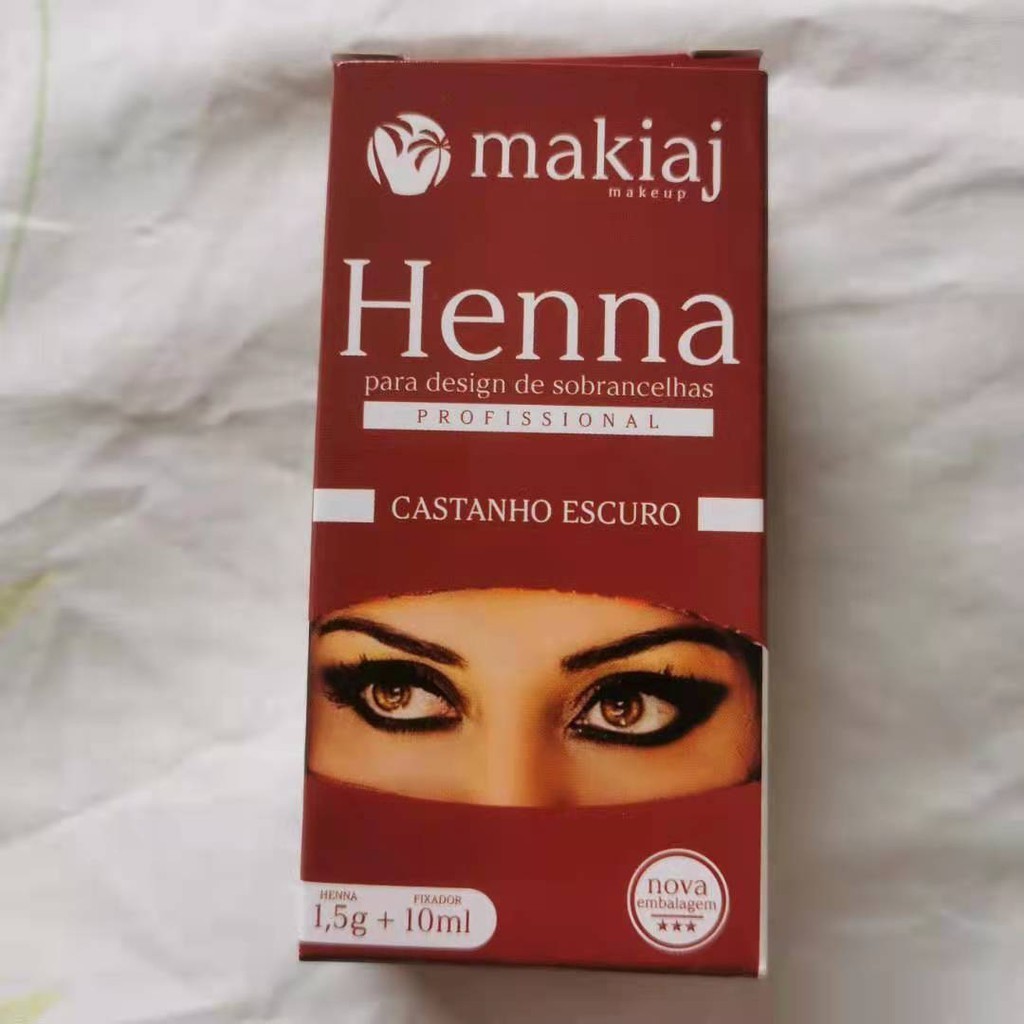 makiaj
makeup
Henna
para design de sobrancelhas
PROFISSIONAL
CASTANHO ESCURO
HENNA FIXADOR
1,5g + 10ml
nova
embalagem